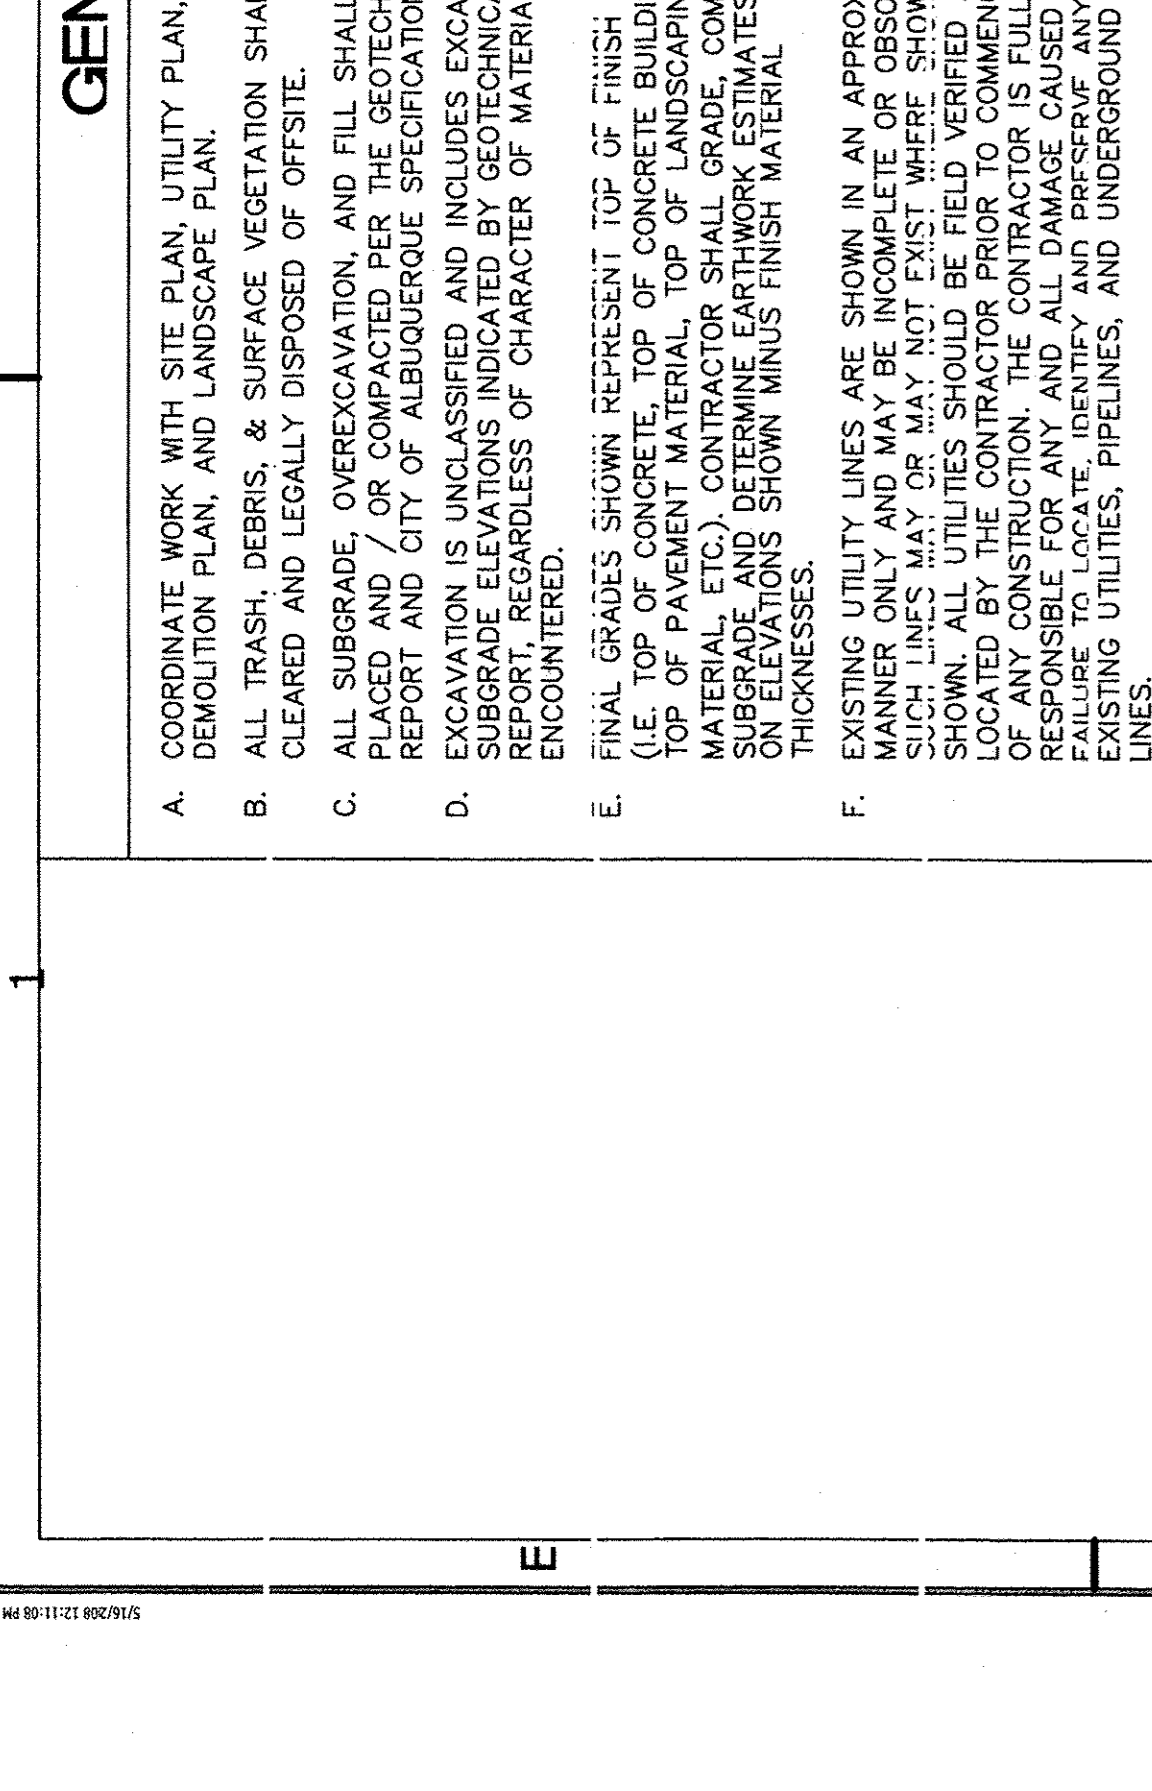 1
GEN
A. COORDINATE WORK WITH SITE PLAN, UTILITY PLAN,
DEMOLITION PLAN, AND LANDSCAPE PLAN.
B. ALL TRASH, DEBRIS, & SURFACE VEGETATION SHAL
CLEARED AND LEGALLY DISPOSED OF OFFSITE.
C. ALL SUBGRADE, OVEREXCAVATION, AND FILL SHALL
PLACED AND / OR COMPACTED PER THE GEOTECH
REPORT AND CITY OF ALBUQUERQUE SPECIFICATION
D. EXCAVATION IS UNCLASSIFIED AND INCLUDES EXCA
SUBGRADE ELEVATIONS INDICATED BY GEOTECHNICA
REPORT, REGARDLESS OF CHARACTER OF MATERIA
ENCOUNTERED.
E. FINAL GRADES SHOWN REPRESENT TOP OF FINISH
(I.E. TOP OF CONCRETE, TOP OF CONCRETE BUILDI
TOP OF PAVEMENT MATERIAL, TOP OF LANDSCAPIN
MATERIAL, ETC.). CONTRACTOR SHALL GRADE, COM
SUBGRADE AND DETERMINE EARTHWORK ESTIMATES
ON ELEVATIONS SHOWN MINUS FINISH MATERIAL
THICKNESSES.
F. EXISTING UTILITY LINES ARE SHOWN IN AN APPROX
MANNER ONLY AND MAY BE INCOMPLETE OR OBSO
SUCH LINES MAY OR MAY NOT EXIST WHERE SHOW
SHOWN. ALL UTILITIES SHOULD BE FIELD VERIFIED
LOCATED BY THE CONTRACTOR PRIOR TO COMMENC
OF ANY CONSTRUCTION. THE CONTRACTOR IS FULL
RESPONSIBLE FOR ANY AND ALL DAMAGE CAUSED
FAILURE TO LOCATE, IDENTIFY AND PRESERVE ANY
EXISTING UTILITIES, PIPELINES, AND UNDERGROUND
LINES.
E
5/16/208 12:11:08 PM